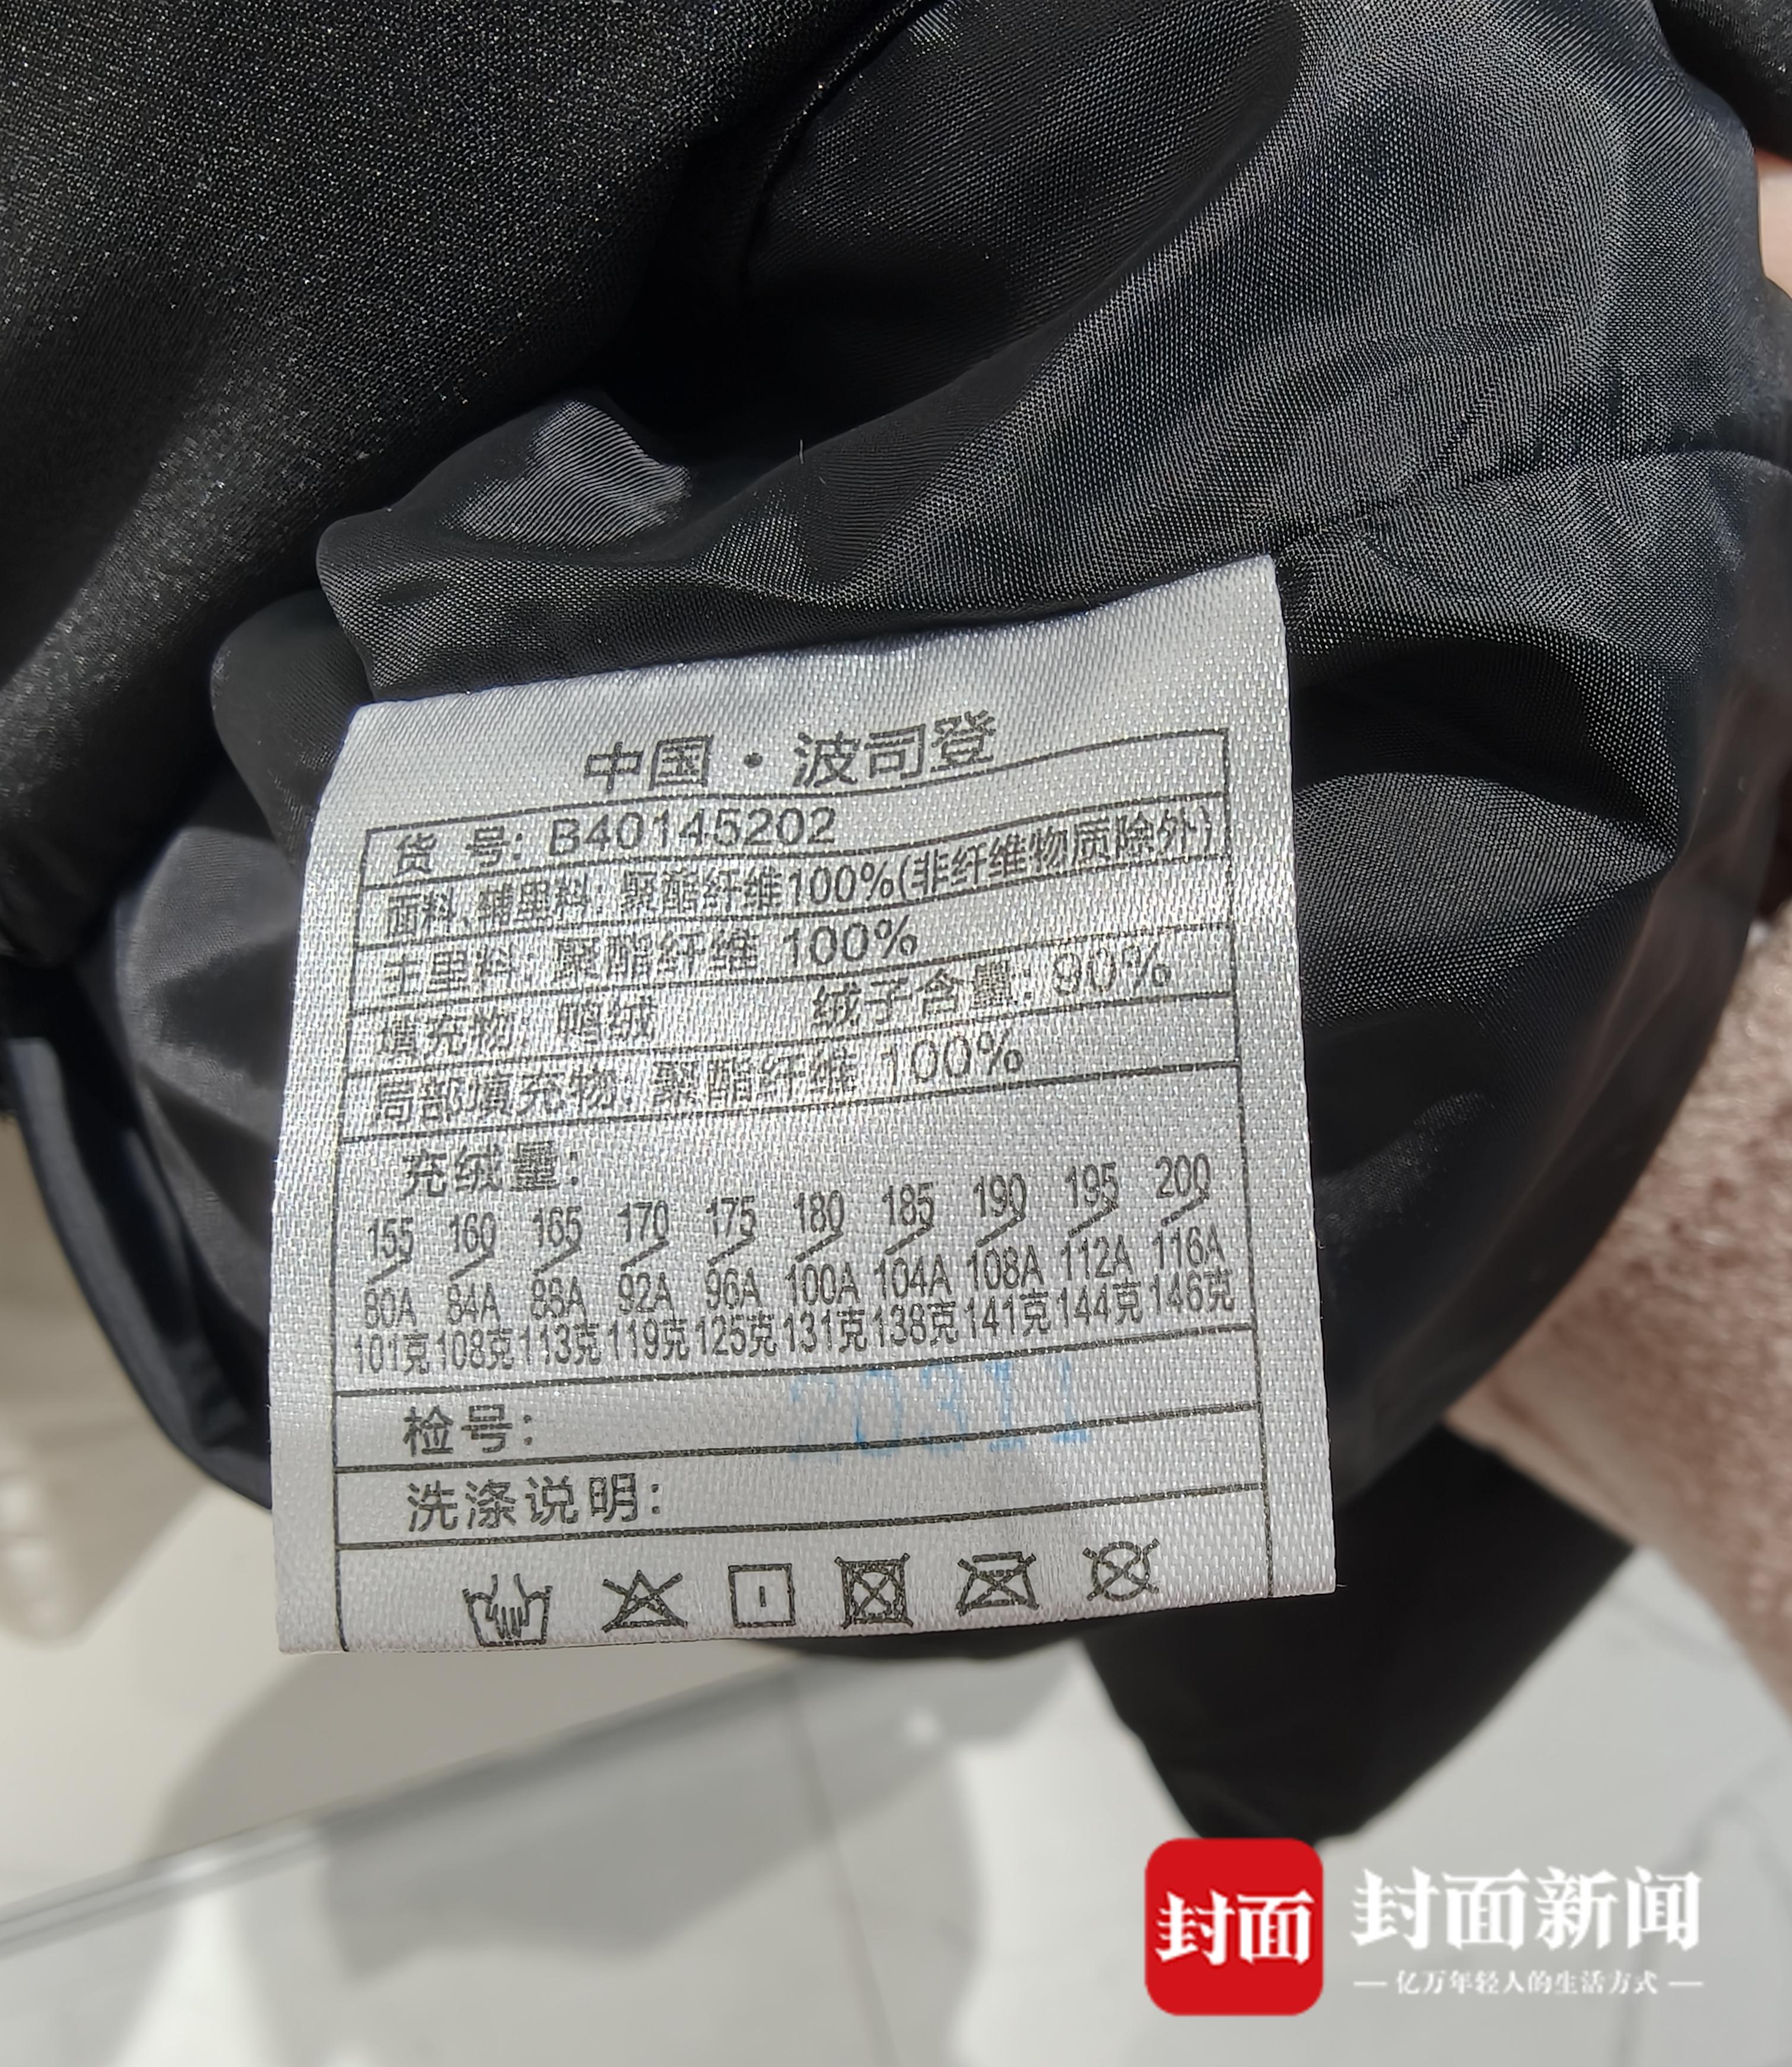 中国·波司登
货 号: B40145202
面料、辅里料: 聚酯纤维100%(非纤维物质除外)
主里料: 聚酯纤维 100%
填充物: 鸭绒 绒子含量: 90%
局部填充物: 聚酯纤维 100%
充绒量:
155 160 165 170 175 180 185 190 195 200
80A 84A 88A 92A 96A 100A 104A 108A 112A 116A
101克 108克 113克 119克 125克 131克 138克 141克 144克 146克
检号: 20311
洗涤说明:
封面 封面新闻
亿万年轻人的生活方式